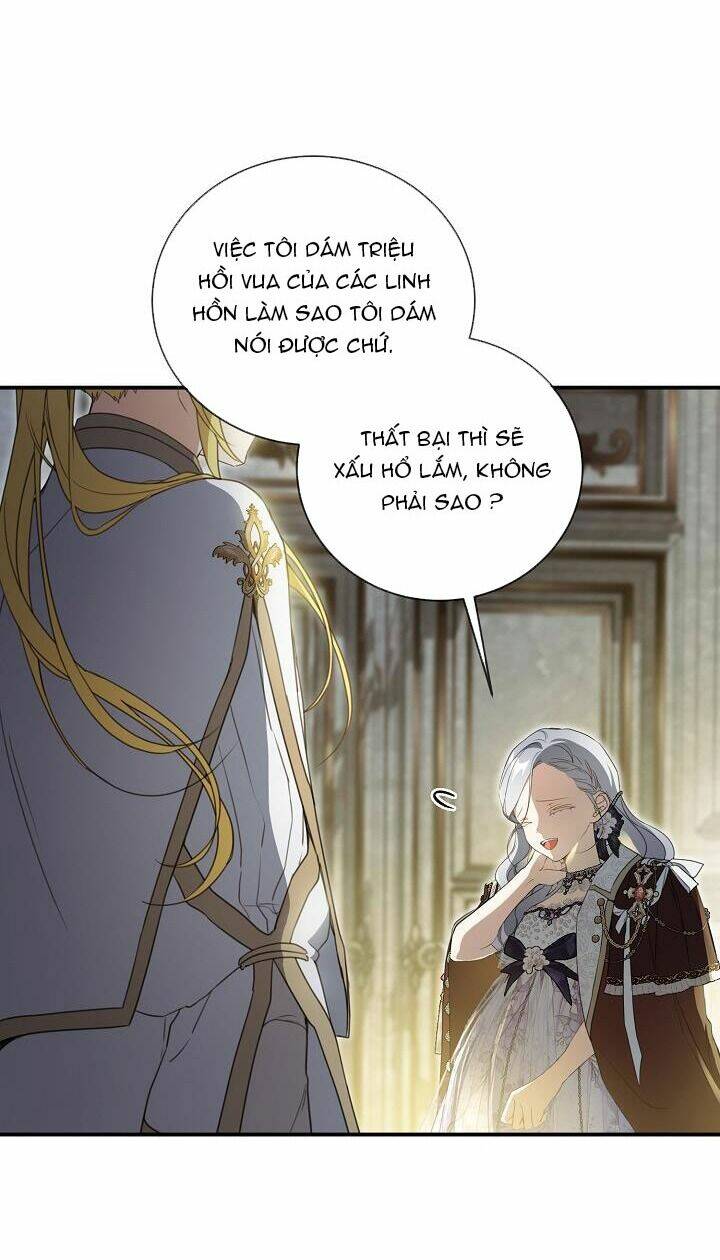 VIỆC TÔI DÁM TRIỆU
HỒI VUA CỦA CÁC LINH
HỒN LÀM SAO TÔI DÁM
NÓI ĐƯỢC CHỨ.
THẤT BẠI THÌ SẼ
XẤU HỔ LẮM, KHÔNG
PHẢI SAO ?